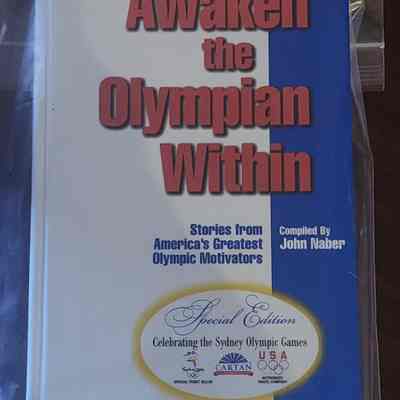 Awaken
the
Olympian
Within
Stories from
America's Greatest
Olympic Motivators
Compiled By
John Naber
Special Edition
Celebrating the Sydney Olympic Games
CARTAN
USA